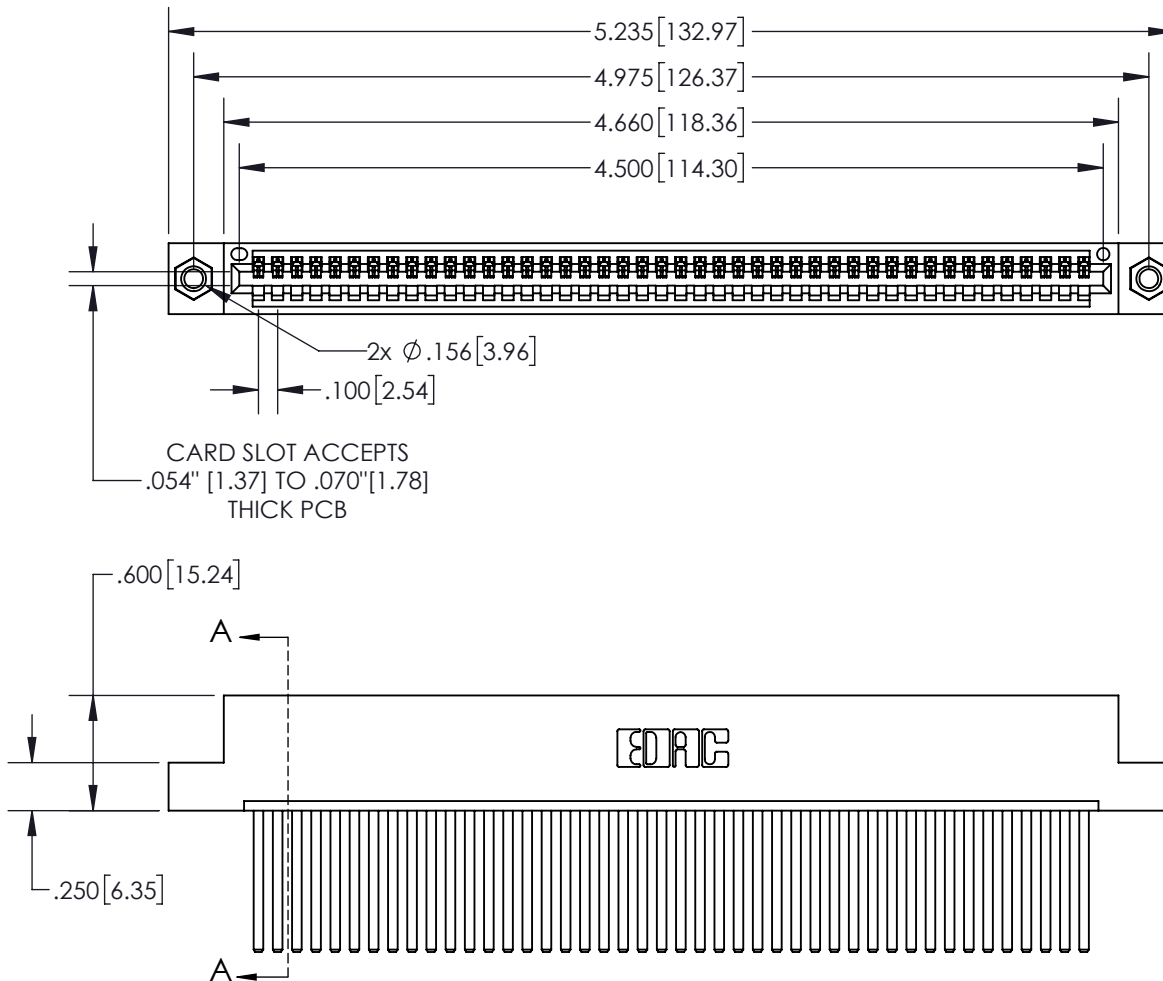 5.235[132.97]
4.975[126.37]
4.660[118.36]
4.500[114.30]
2x Ø.156[3.96]
.100[2.54]
CARD SLOT ACCEPTS
.054" [1.37] TO .070"[1.78]
THICK PCB
.600[15.24]
A
EDAC
.250[6.35]
A